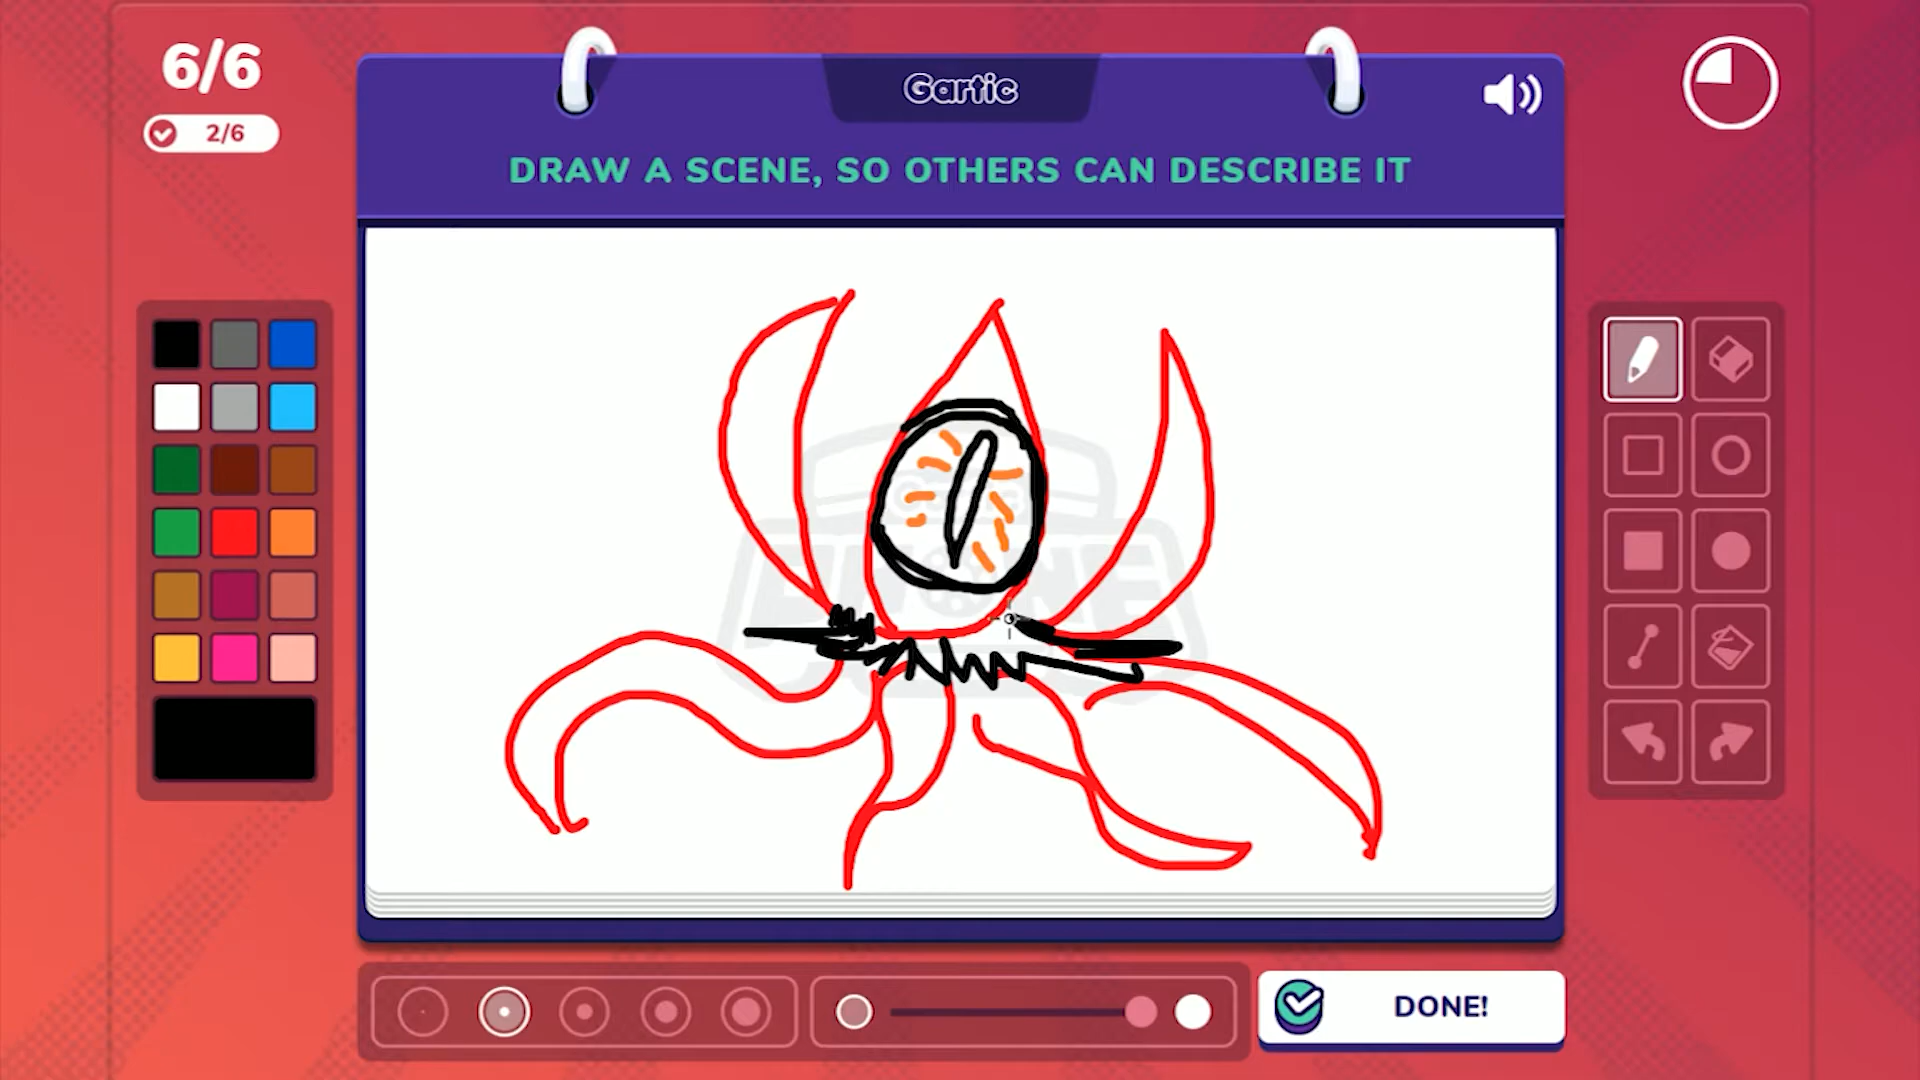 6/6
2/6
Gartic
DRAW A SCENE, SO OTHERS CAN DESCRIBE IT
DONE!